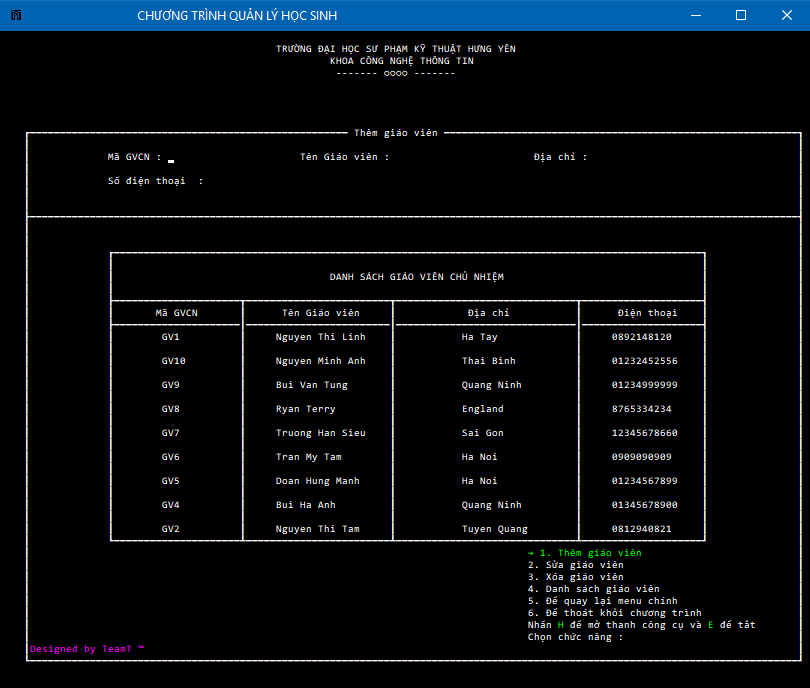 CHƯƠNG TRÌNH QUẢN LÝ HỌC SINH
TRƯỜNG ĐẠI HỌC SƯ PHẠM KỸ THUẬT HƯNG YÊN
KHOA CÔNG NGHỆ THÔNG TIN
------- oooo -------
Thêm giáo viên
Mã GVCN : Tên Giáo viên : Địa chỉ :
Số điện thoại :
DANH SÁCH GIÁO VIÊN CHỦ NHIỆM
Mã GVCN Tên Giáo viên Địa chỉ Điện thoại
GV1 Nguyen Thi Linh Ha Tay 0892148120
GV10 Nguyen Minh Anh Thai Binh 01232452556
GV9 Bui Van Tung Quang Ninh 01234999999
GV8 Ryan Terry England 8765334234
GV7 Truong Han Sieu Sai Gon 12345678660
GV6 Tran My Tam Ha Noi 0909090909
GV5 Doan Hung Manh Ha Noi 01234567899
GV4 Bui Ha Anh Quang Ninh 01345678900
GV2 Nguyen Thi Tam Tuyen Quang 0812940821
→ 1. Thêm giáo viên
2. Sửa giáo viên
3. Xóa giáo viên
4. Danh sách giáo viên
5. Để quay lại menu chính
6. Để thoát khỏi chương trình
Nhấn H để mở thanh công cụ và E để tắt
Chọn chức năng :
Designed by TeamT ™